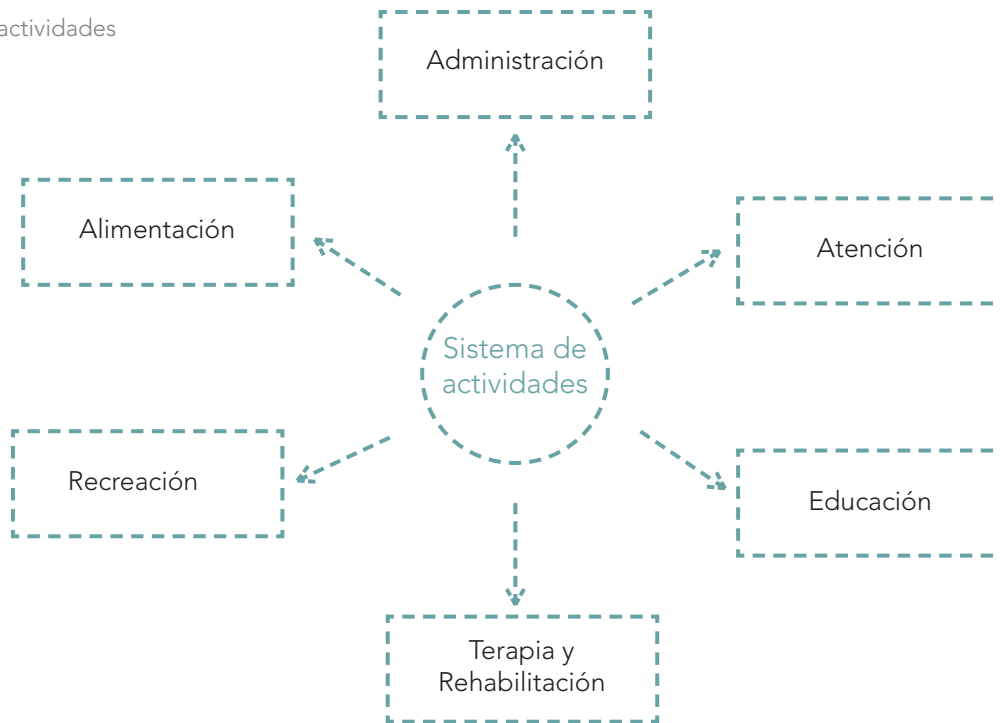 actividades
Administración
Alimentación
Atención
Sistema de
actividades
Recreación
Educación
Terapia y
Rehabilitación